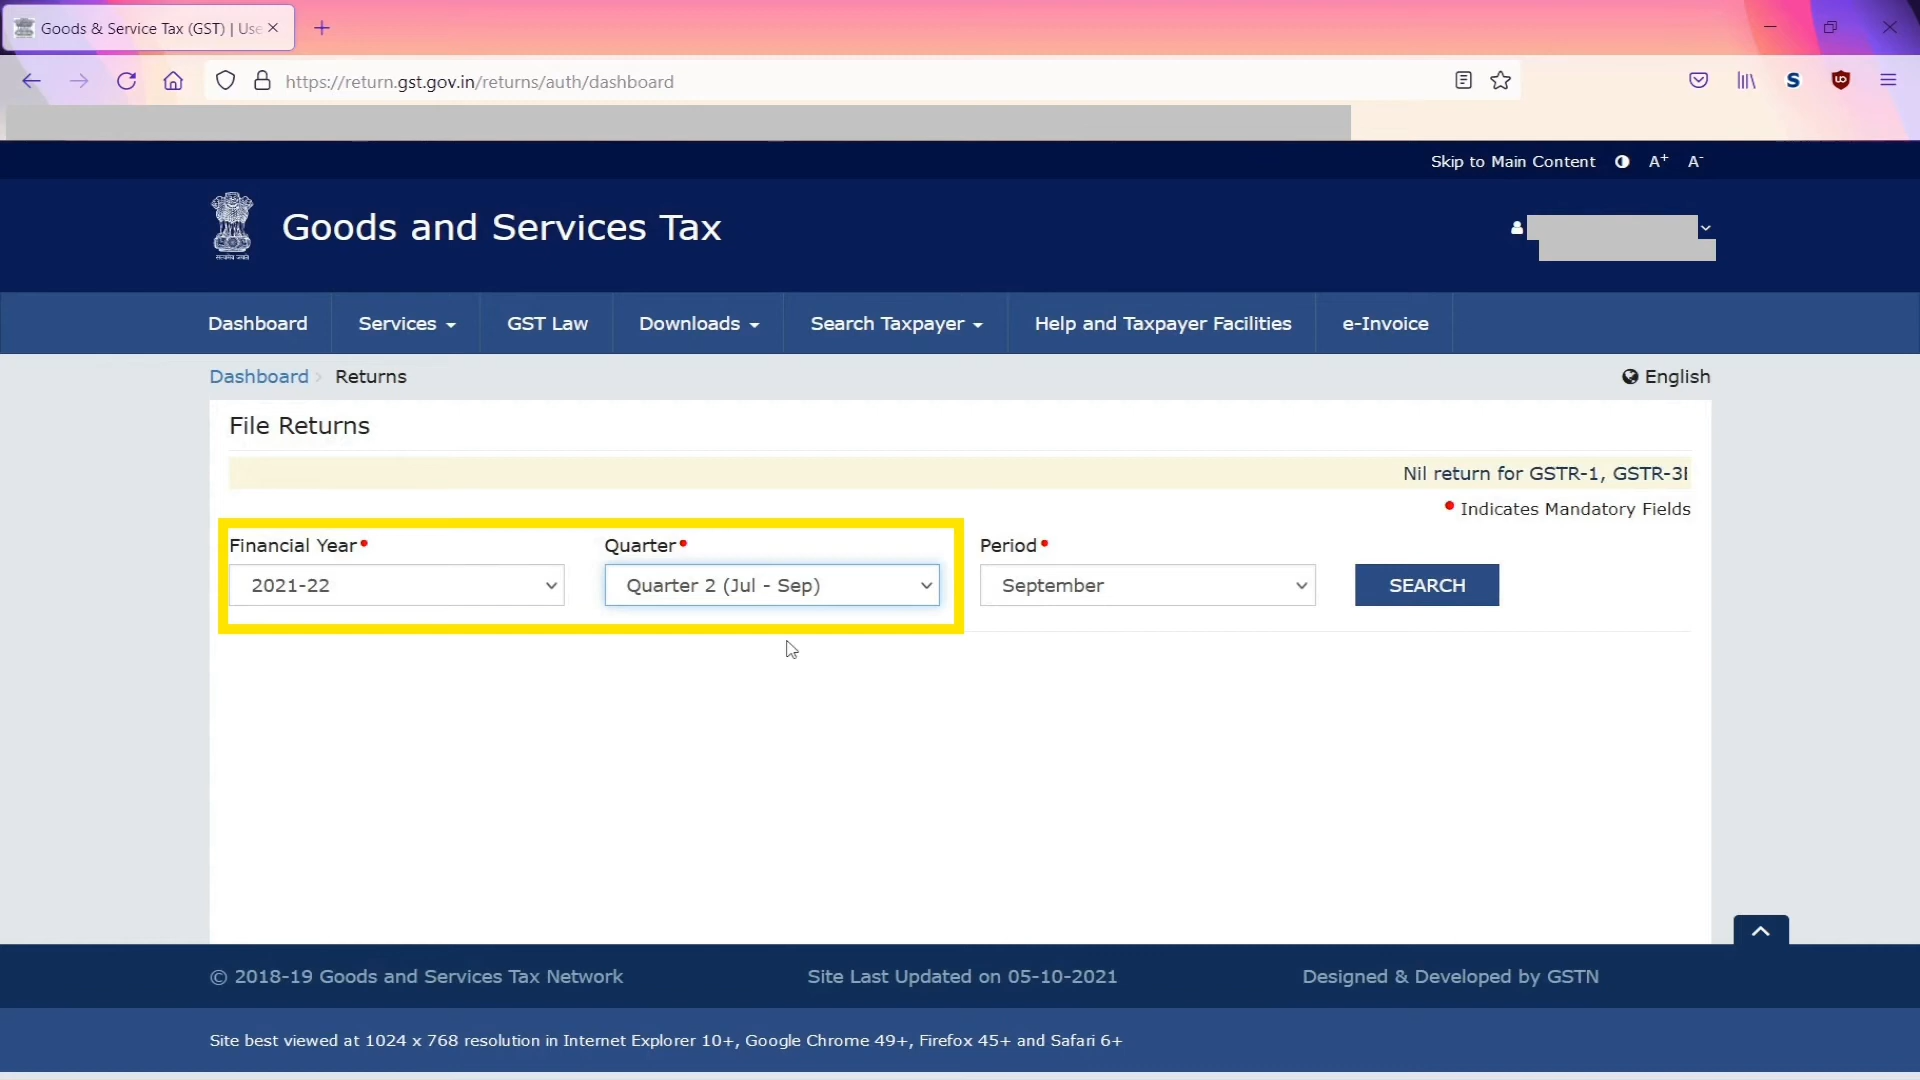 Goods & Service Tax (GST) | Use
https://return.gst.gov.in/returns/auth/dashboard
Skip to Main Content A+ A-
Goods and Services Tax
Dashboard Services GST Law Downloads Search Taxpayer Help and Taxpayer Facilities e-Invoice
Dashboard > Returns English
File Returns
Nil return for GSTR-1, GSTR-3
• Indicates Mandatory Fields
Financial Year• Quarter• Period•
2021-22 Quarter 2 (Jul - Sep) September SEARCH
© 2018-19 Goods and Services Tax Network Site Last Updated on 05-10-2021 Designed & Developed by GSTN
Site best viewed at 1024 x 768 resolution in Internet Explorer 10+, Google Chrome 49+, Firefox 45+ and Safari 6+